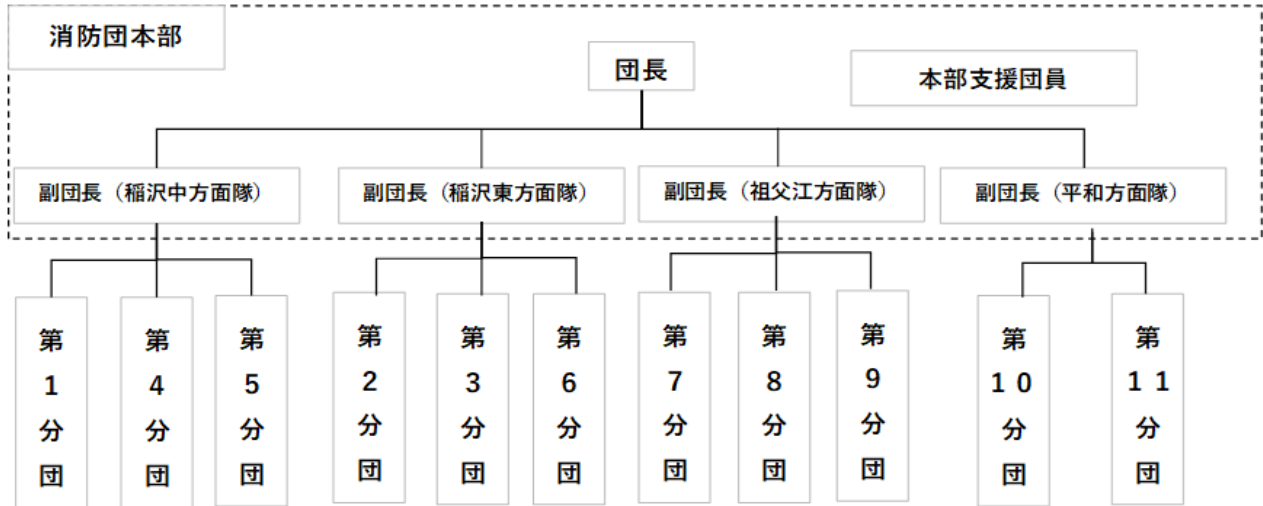 消防団本部
団長
本部支援団員
副団長（稲沢中方面隊）
副団長（稲沢東方面隊）
副団長（祖父江方面隊）
副団長（平和方面隊）
第1分団
第4分団
第5分団
第2分団
第3分団
第6分団
第7分団
第8分団
第9分団
第10分団
第11分団